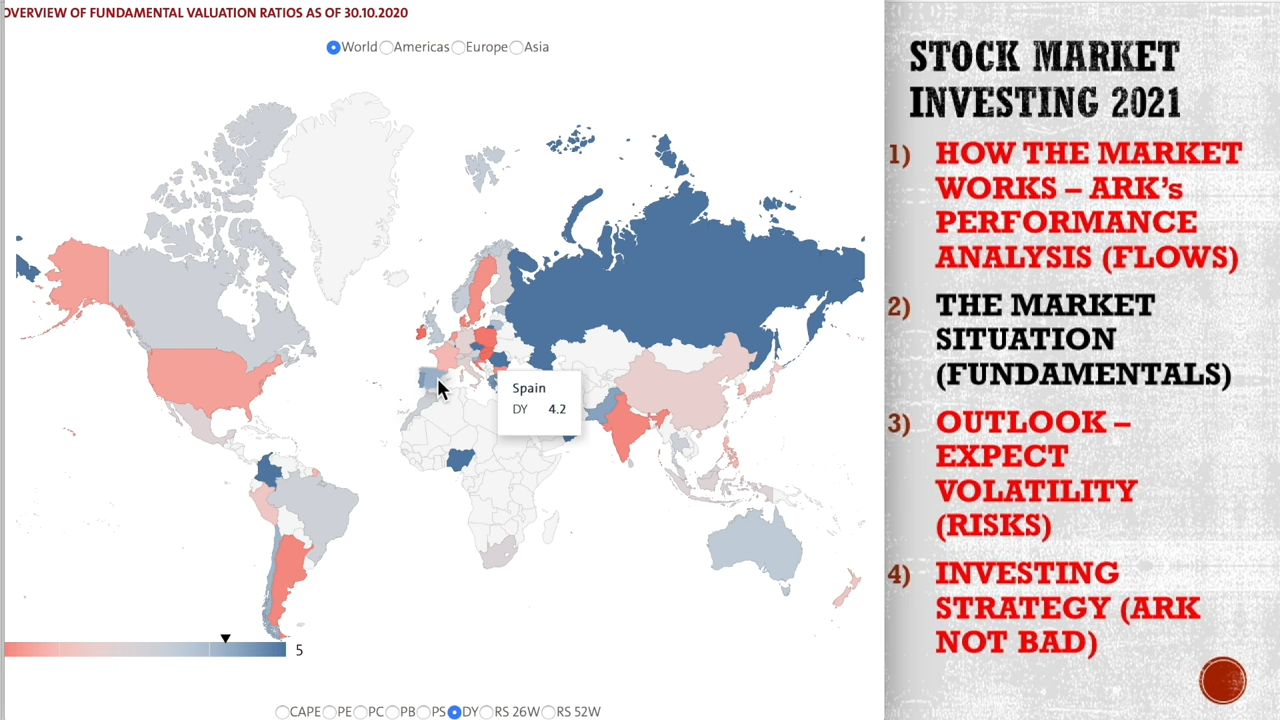 OVERVIEW OF FUNDAMENTAL VALUATION RATIOS AS OF 30.10.2020
World Americas Europe Asia
Spain
DY 4.2
5
CAPE PE PC PB PS DY RS 26W RS 52W
STOCK MARKET
INVESTING 2021
1) HOW THE MARKET
WORKS – ARK's
PERFORMANCE
ANALYSIS (FLOWS)
2) THE MARKET
SITUATION
(FUNDAMENTALS)
3) OUTLOOK –
EXPECT
VOLATILITY
(RISKS)
4) INVESTING
STRATEGY (ARK
NOT BAD)